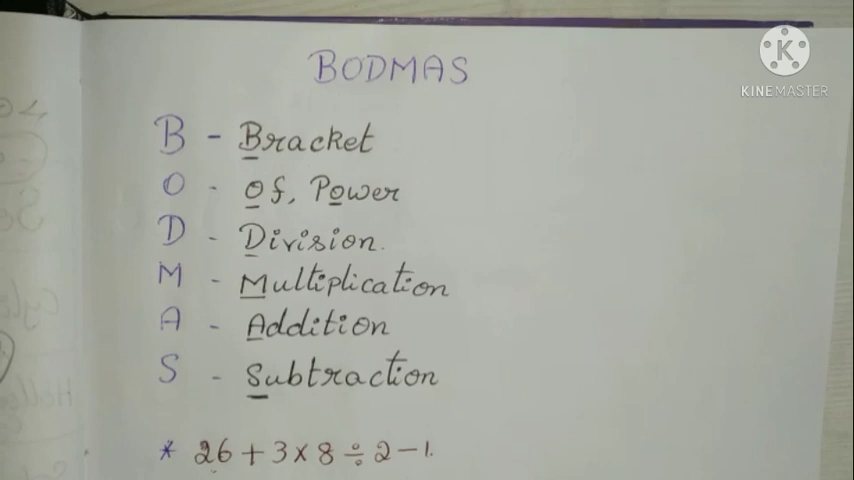 BODMAS
K
KINEMASTER
B - Bracket
O - Of, Power
D - Division.
M - Multiplication
A - Addition
S - Subtraction
* 26 + 3 × 8 ÷ 2 - 1.